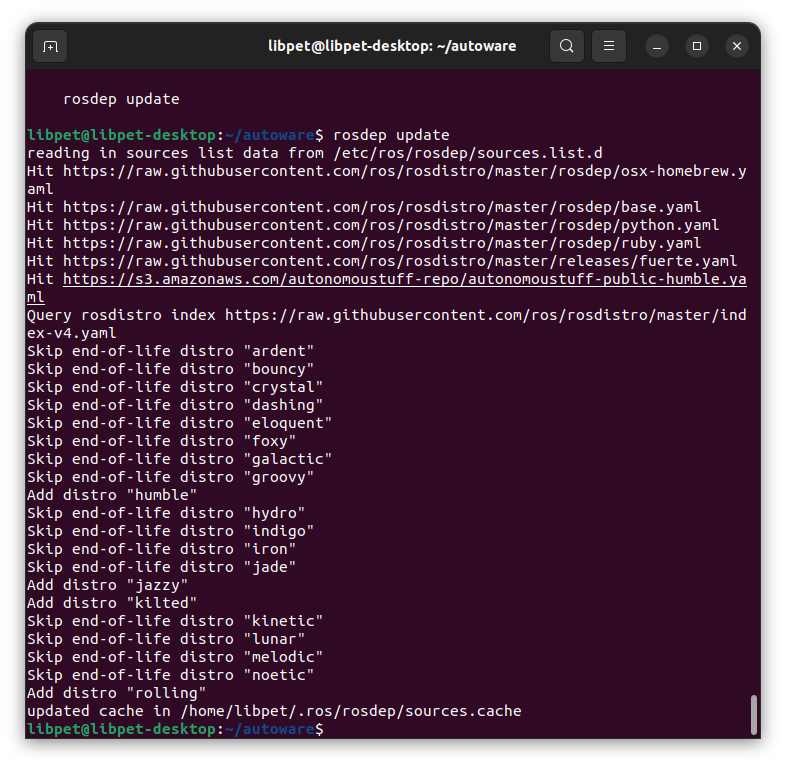 libpet@libpet-desktop: ~/autoware
rosdep update
libpet@libpet-desktop:~/autoware$ rosdep update
reading in sources list data from /etc/ros/rosdep/sources.list.d
Hit https://raw.githubusercontent.com/ros/rosdistro/master/rosdep/osx-homebrew.y
aml
Hit https://raw.githubusercontent.com/ros/rosdistro/master/rosdep/base.yaml
Hit https://raw.githubusercontent.com/ros/rosdistro/master/rosdep/python.yaml
Hit https://raw.githubusercontent.com/ros/rosdistro/master/rosdep/ruby.yaml
Hit https://raw.githubusercontent.com/ros/rosdistro/master/releases/fuerte.yaml
Hit https://s3.amazonaws.com/autonomoustuff-repo/autonomoustuff-public-humble.ya
ml
Query rosdistro index https://raw.githubusercontent.com/ros/rosdistro/master/ind
ex-v4.yaml
Skip end-of-life distro "ardent"
Skip end-of-life distro "bouncy"
Skip end-of-life distro "crystal"
Skip end-of-life distro "dashing"
Skip end-of-life distro "eloquent"
Skip end-of-life distro "foxy"
Skip end-of-life distro "galactic"
Skip end-of-life distro "groovy"
Add distro "humble"
Skip end-of-life distro "hydro"
Skip end-of-life distro "indigo"
Skip end-of-life distro "iron"
Skip end-of-life distro "jade"
Add distro "jazzy"
Add distro "kilted"
Skip end-of-life distro "kinetic"
Skip end-of-life distro "lunar"
Skip end-of-life distro "melodic"
Skip end-of-life distro "noetic"
Add distro "rolling"
updated cache in /home/libpet/.ros/rosdep/sources.cache
libpet@libpet-desktop:~/autoware$